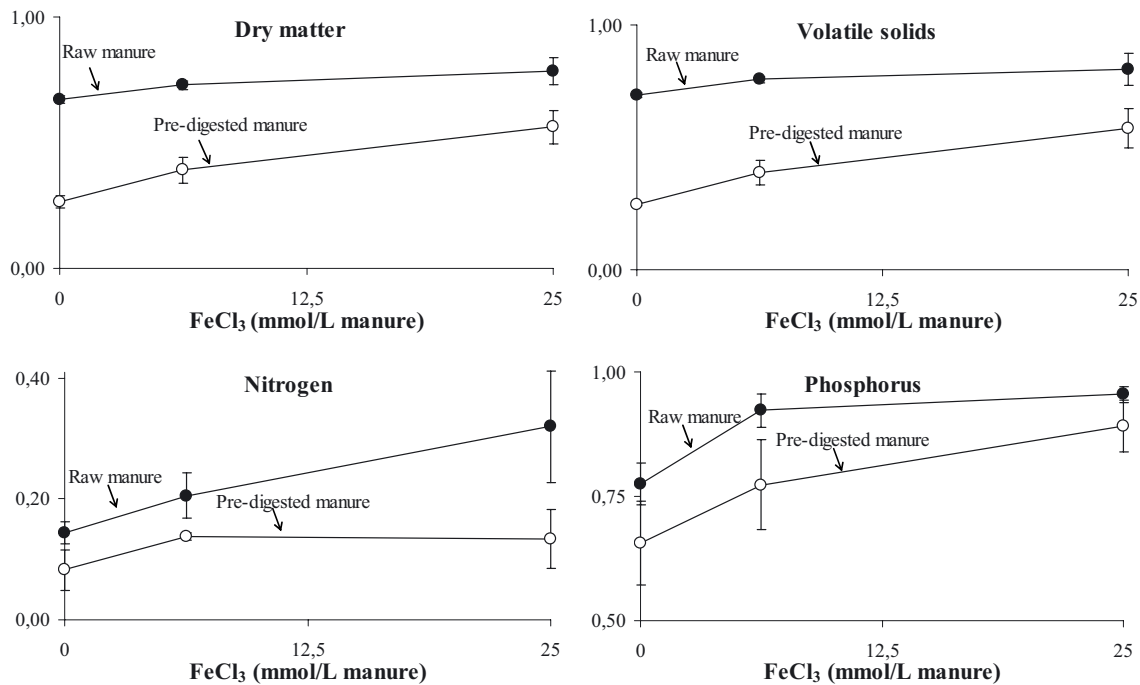 Dry matter
1,00
Raw manure
Pre-digested manure
0,00
0
12,5
25
FeCl₃ (mmol/L manure)
Volatile solids
1,00
Raw manure
Pre-digested manure
0,00
0
12,5
25
FeCl₃ (mmol/L manure)
Nitrogen
0,40
Raw manure
0,20
Pre-digested manure
0,00
0
12,5
25
FeCl₃ (mmol/L manure)
Phosphorus
1,00
Raw manure
Pre-digested manure
0,75
0,50
0
12,5
25
FeCl₃ (mmol/L manure)